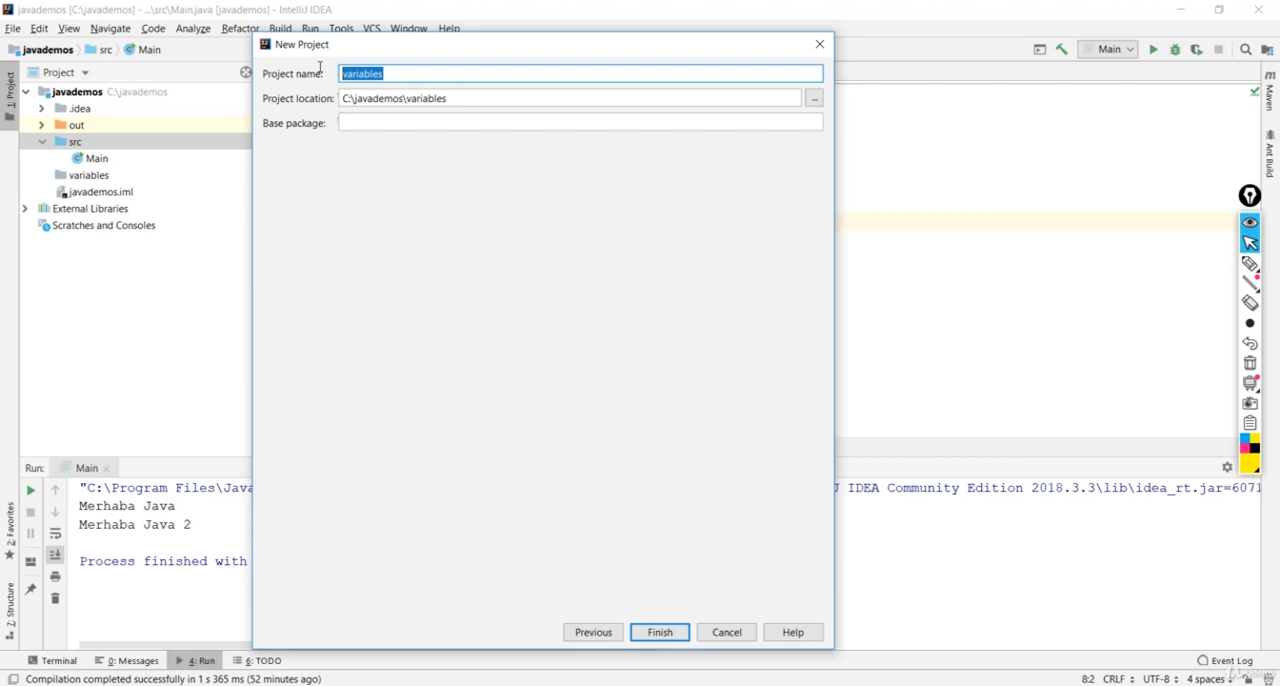 javademos [C:\javademos] - ...\src\Main.java [javademos] - IntelliJ IDEA
File Edit View Navigate Code Analyze Refactor Build Run Tools VCS Window Help
javademos src Main
Main
Project
1: Project
javademos C:\javademos
.idea
out
src
Main
variables
javademos.iml
External Libraries
Scratches and Consoles
New Project
Project name: variables
Project location: C:\javademos\variables
...
Base package:
Previous Finish Cancel Help
Maven
Ant Build
Run: Main
"C:\Program Files\Java
J IDEA Community Edition 2018.3.3\lib\idea_rt.jar=6071
Merhaba Java
Merhaba Java 2
Process finished with
2: Favorites
7: Structure
Terminal 0: Messages 4: Run 6: TODO Event Log
Compilation completed successfully in 1 s 365 ms (52 minutes ago) 8:2 CRLF UTF-8 4 spaces